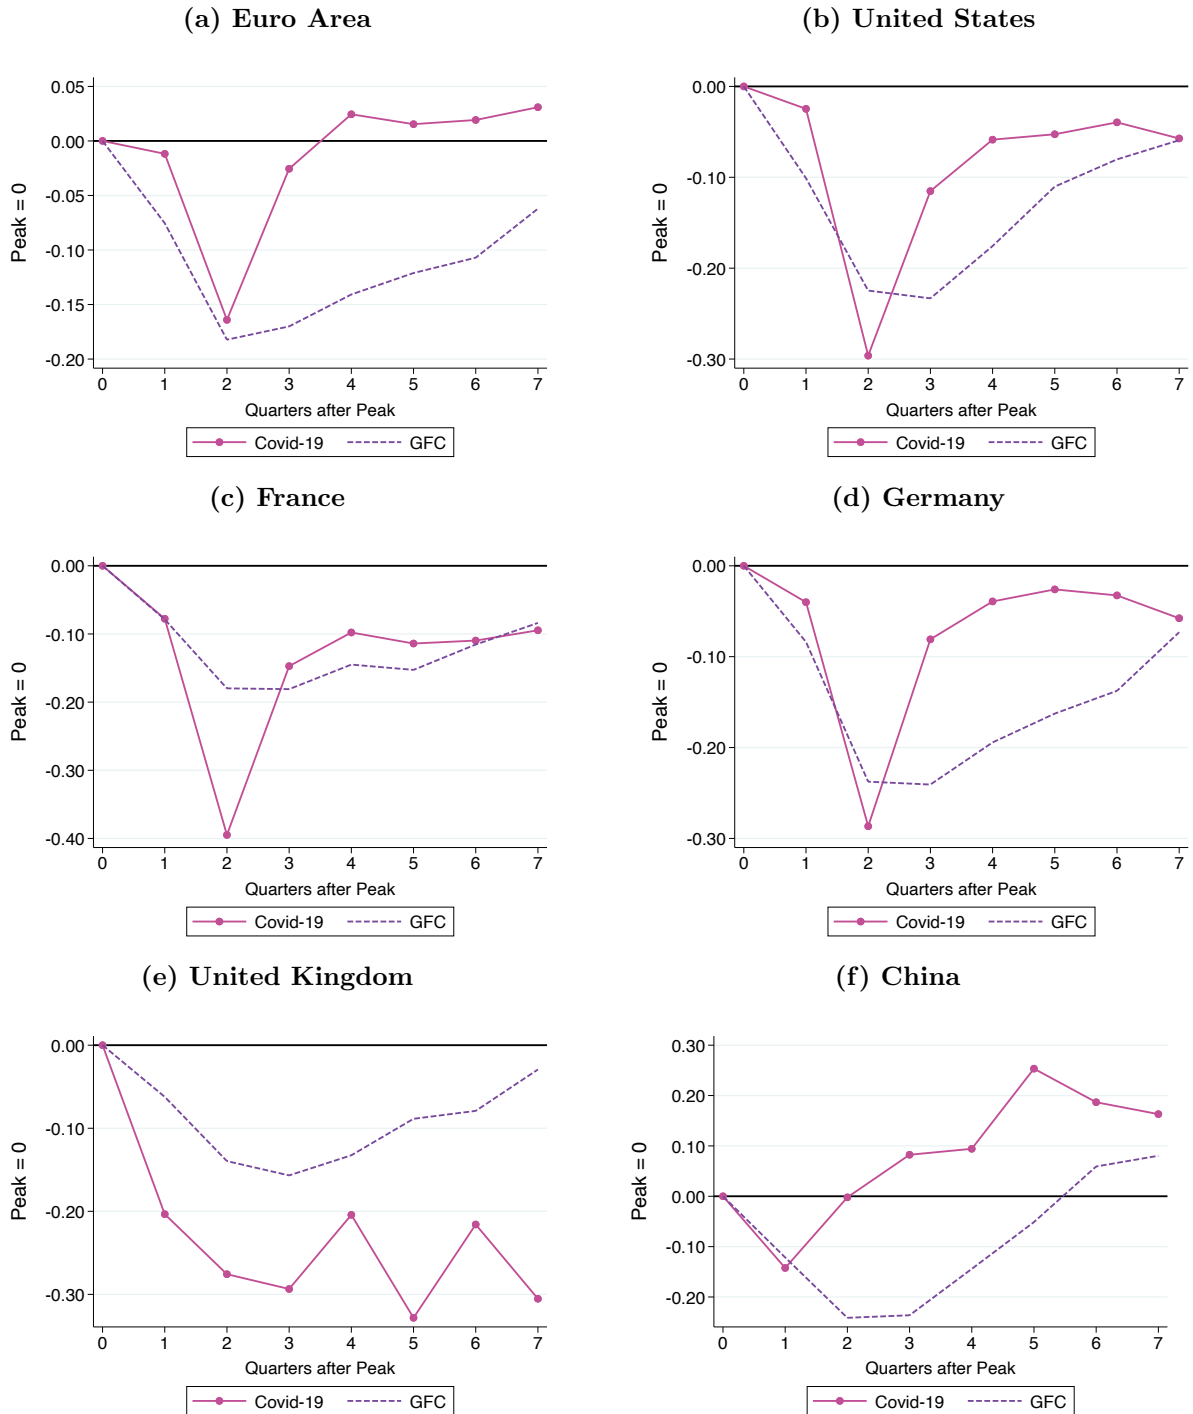 (a) Euro Area
0.05
0.00
-0.05
-0.10
-0.15
-0.20
Peak = 0
0 1 2 3 4 5 6 7
Quarters after Peak
Covid-19 GFC
(b) United States
0.00
-0.10
-0.20
-0.30
Peak = 0
0 1 2 3 4 5 6 7
Quarters after Peak
Covid-19 GFC
(c) France
0.00
-0.10
-0.20
-0.30
-0.40
Peak = 0
0 1 2 3 4 5 6 7
Quarters after Peak
Covid-19 GFC
(d) Germany
0.00
-0.10
-0.20
-0.30
Peak = 0
0 1 2 3 4 5 6 7
Quarters after Peak
Covid-19 GFC
(e) United Kingdom
0.00
-0.10
-0.20
-0.30
Peak = 0
0 1 2 3 4 5 6 7
Quarters after Peak
Covid-19 GFC
(f) China
0.30
0.20
0.10
0.00
-0.10
-0.20
Peak = 0
0 1 2 3 4 5 6 7
Quarters after Peak
Covid-19 GFC